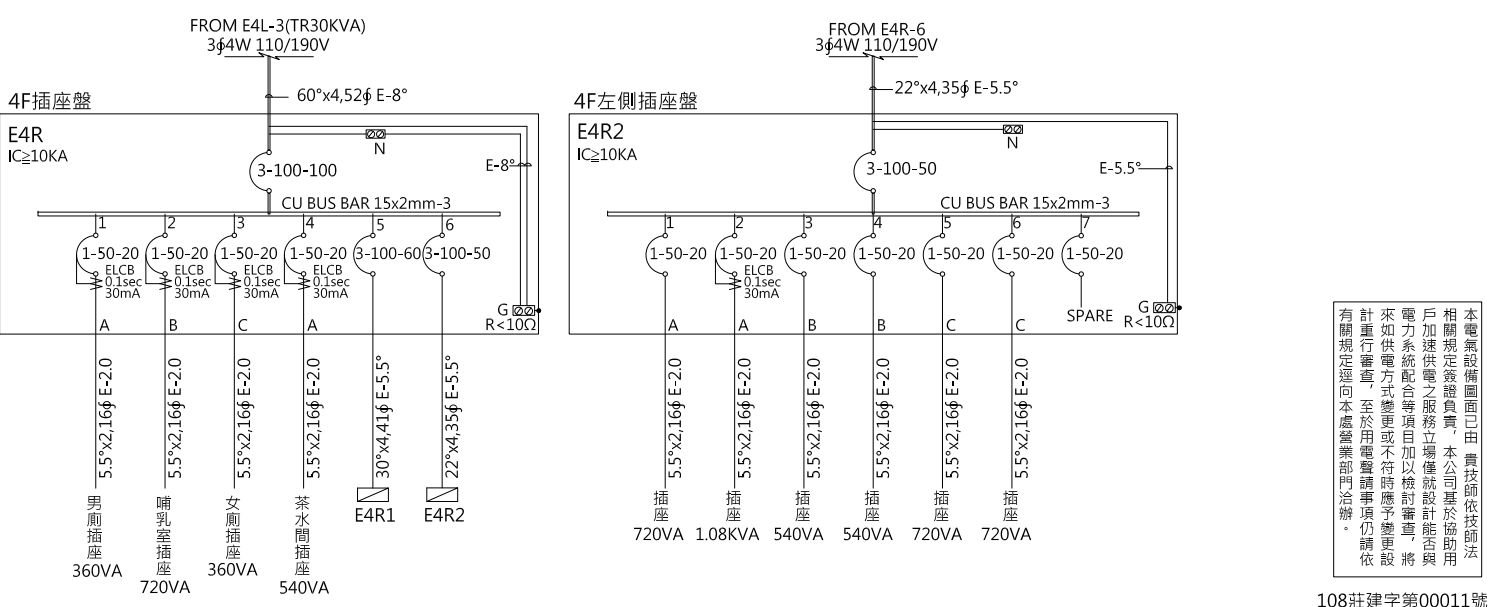 FROM E4L-3(TR30KVA)
3∮4W 110/190V
60°x4,52∮ E-8°
4F插座盤
E4R
IC≧10KA
N
3-100-100
E-8°
CU BUS BAR 15x2mm-3
1 2 3 4 5 6
1-50-20 1-50-20 1-50-20 1-50-20 3-100-60 3-100-50
ELCB ELCB ELCB ELCB
0.1sec 0.1sec 0.1sec 0.1sec
30mA 30mA 30mA 30mA
G
R<10Ω
A B C A
5.5°x2,16∮ E-2.0
5.5°x2,16∮ E-2.0
5.5°x2,16∮ E-2.0
5.5°x2,16∮ E-2.0
30°x4,41∮ E-5.5°
22°x4,35∮ E-5.5°
男廁插座
360VA
哺乳室插座
720VA
女廁插座
360VA
茶水間插座
540VA
E4R1
E4R2
FROM E4R-6
3∮4W 110/190V
22°x4,35∮ E-5.5°
4F左側插座盤
E4R2
IC≧10KA
N
3-100-50
E-5.5°
CU BUS BAR 15x2mm-3
1 2 3 4 5 6 7
1-50-20 1-50-20 1-50-20 1-50-20 1-50-20 1-50-20 1-50-20
ELCB
0.1sec
30mA
SPARE
G
R<10Ω
A A B B C C
5.5°x2,16∮ E-2.0
5.5°x2,16∮ E-2.0
5.5°x2,16∮ E-2.0
5.5°x2,16∮ E-2.0
5.5°x2,16∮ E-2.0
5.5°x2,16∮ E-2.0
插座
720VA
插座
1.08KVA
插座
540VA
插座
540VA
插座
720VA
插座
720VA
本電氣設備圖面已由 貴技師依技師法
相關規定簽證負責，本公司基於協助用
戶加速供電之服務立場僅就設計能否與
電力系統配合等項目加以檢討審查，將
來如供電方式變更或不符時應予變更設
計重行審查，至於用電聲請事項仍請依
有關規定逕向本處營業部門洽辦。
108莊建字第00011號